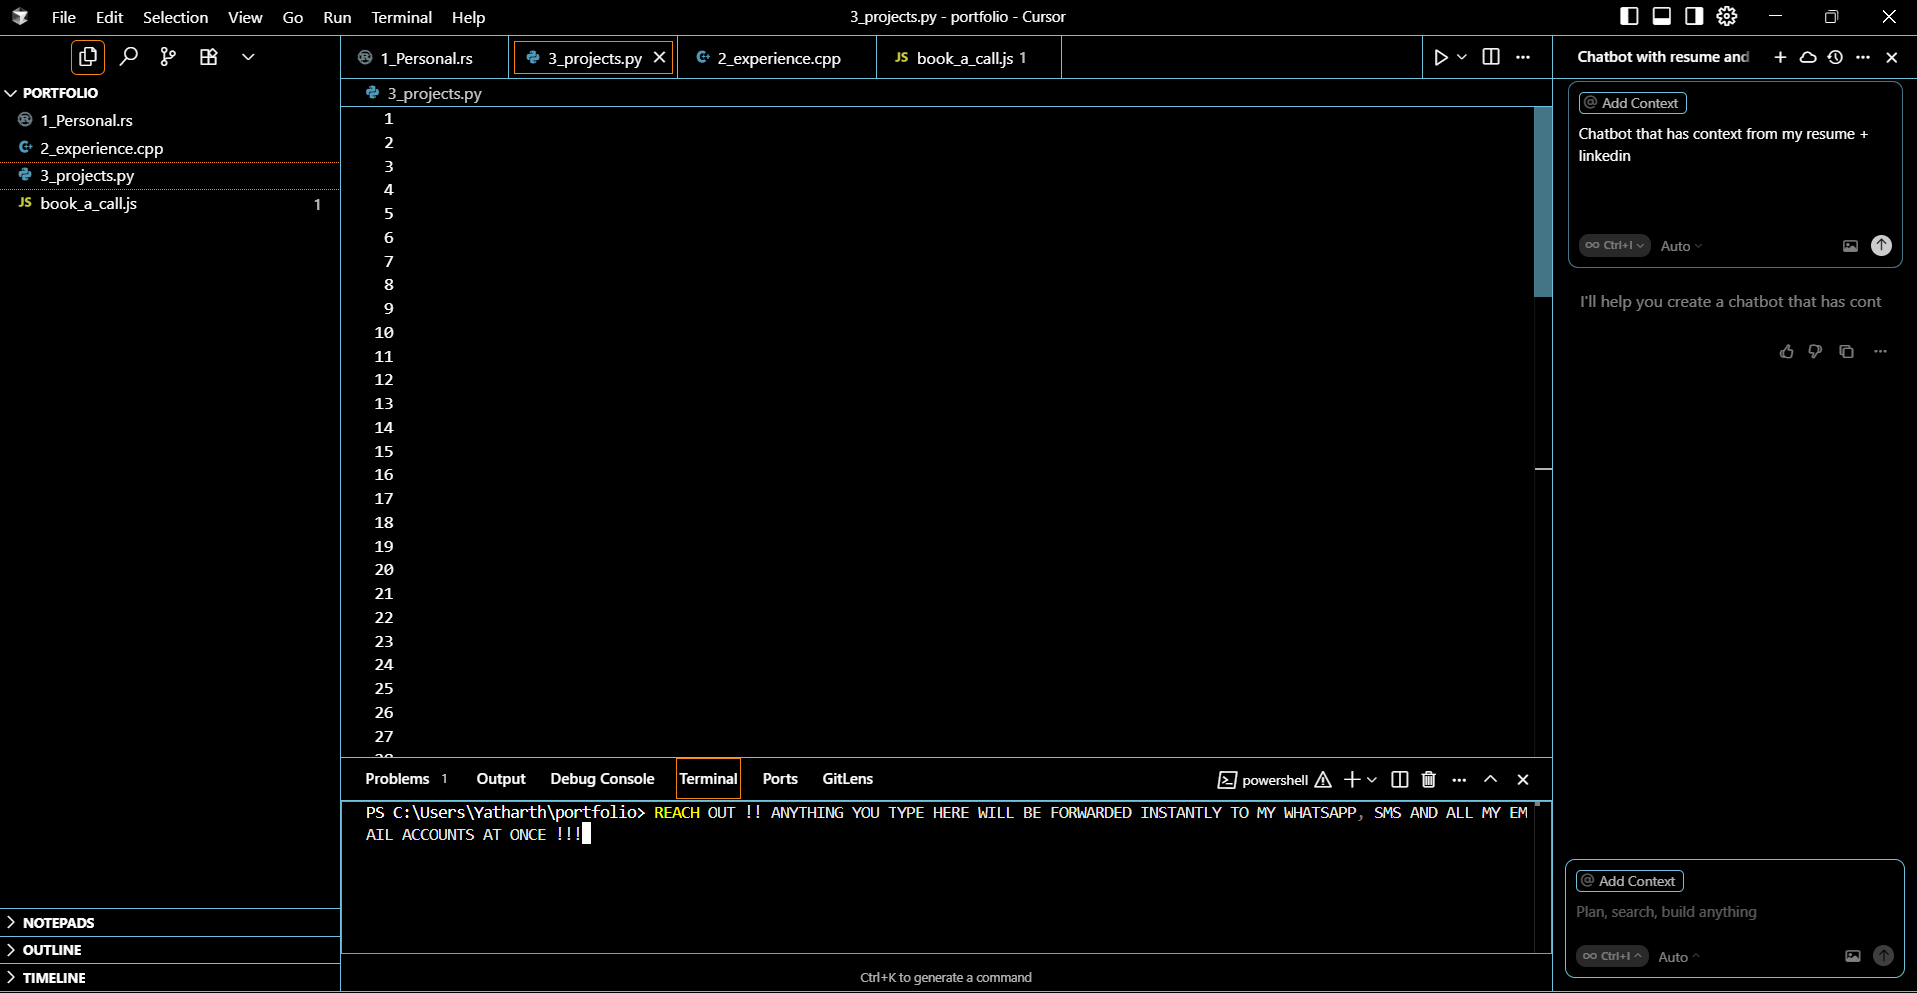 File Edit Selection View Go Run Terminal Help
3_projects.py - portfolio - Cursor
PORTFOLIO
1_Personal.rs
2_experience.cpp
3_projects.py
JS book_a_call.js 1
NOTEPADS
OUTLINE
TIMELINE
1_Personal.rs 3_projects.py 2_experience.cpp JS book_a_call.js 1
3_projects.py
1
2
3
4
5
6
7
8
9
10
11
12
13
14
15
16
17
18
19
20
21
22
23
24
25
26
27
Problems 1 Output Debug Console Terminal Ports GitLens powershell
PS C:\Users\Yatharth\portfolio> REACH OUT !! ANYTHING YOU TYPE HERE WILL BE FORWARDED INSTANTLY TO MY WHATSAPP, SMS AND ALL MY EM
AIL ACCOUNTS AT ONCE !!!
Ctrl+K to generate a command
Chatbot with resume and
@ Add Context
Chatbot that has context from my resume +
linkedin
∞ Ctrl+I Auto
I'll help you create a chatbot that has cont
@ Add Context
Plan, search, build anything
∞ Ctrl+I Auto